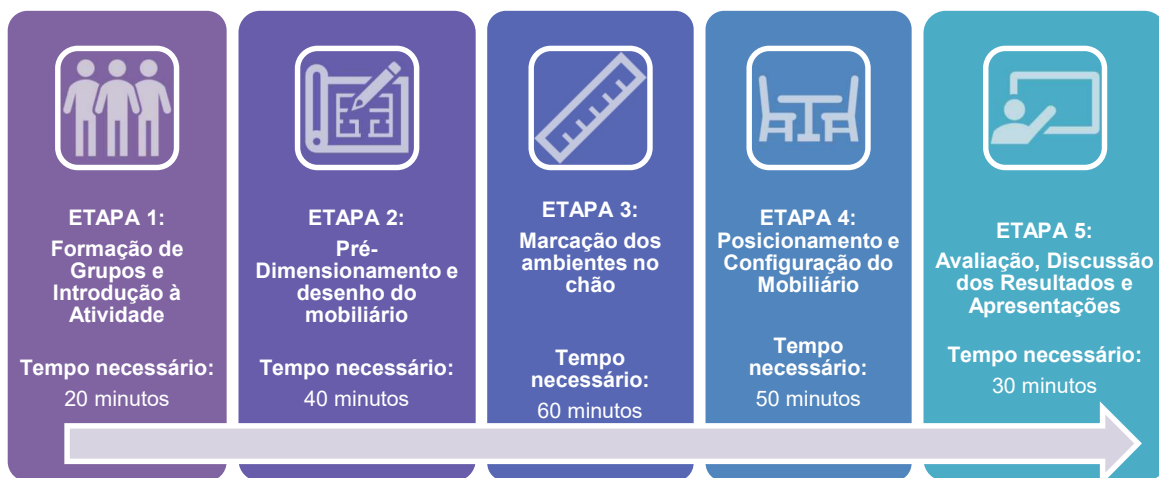 ETAPA 1:
Formação de
Grupos e
Introdução à
Atividade
Tempo necessário:
20 minutos
ETAPA 2:
Pré-
Dimensionamento e
desenho do
mobiliário
Tempo necessário:
40 minutos
ETAPA 3:
Marcação dos
ambientes no
chão
Tempo
necessário:
60 minutos
ETAPA 4:
Posicionamento e
Configuração do
Mobiliário
Tempo
necessário:
50 minutos
ETAPA 5:
Avaliação, Discussão
dos Resultados e
Apresentações
Tempo necessário:
30 minutos